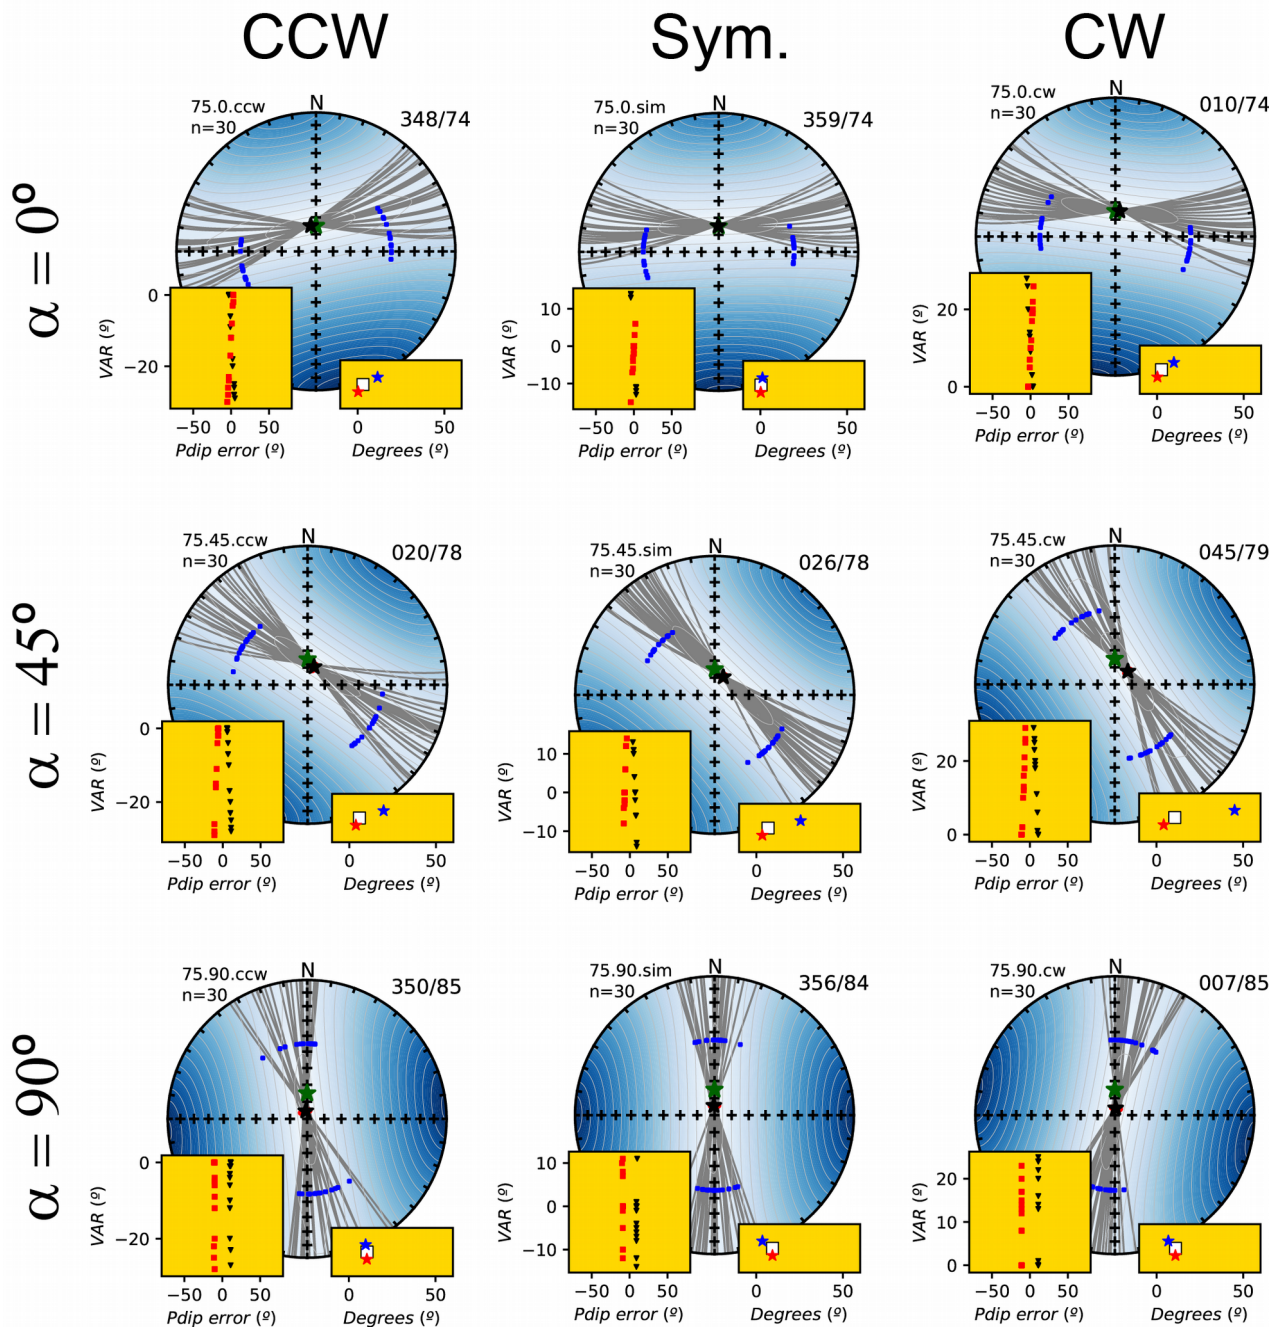 CCW Sym. CW
α = 0º
75.0.ccw
n=30
N
348/74
0
−20
VAR (º)
−50 0 50
Pdip error (º)
0 50
Degrees (º)
75.0.sim
n=30
N
359/74
10
0
−10
VAR (º)
−50 0 50
Pdip error (º)
0 50
Degrees (º)
75.0.cw
n=30
N
010/74
20
0
VAR (º)
−50 0 50
Pdip error (º)
0 50
Degrees (º)
α = 45º
75.45.ccw
n=30
N
020/78
0
−20
VAR (º)
−50 0 50
Pdip error (º)
0 50
Degrees (º)
75.45.sim
n=30
N
026/78
10
0
−10
VAR (º)
−50 0 50
Pdip error (º)
0 50
Degrees (º)
75.45.cw
n=30
N
045/79
20
0
VAR (º)
−50 0 50
Pdip error (º)
0 50
Degrees (º)
α = 90º
75.90.ccw
n=30
N
350/85
0
−20
VAR (º)
−50 0 50
Pdip error (º)
0 50
Degrees (º)
75.90.sim
n=30
N
356/84
10
0
−10
VAR (º)
−50 0 50
Pdip error (º)
0 50
Degrees (º)
75.90.cw
n=30
N
007/85
20
10
0
VAR (º)
−50 0 50
Pdip error (º)
0 50
Degrees (º)